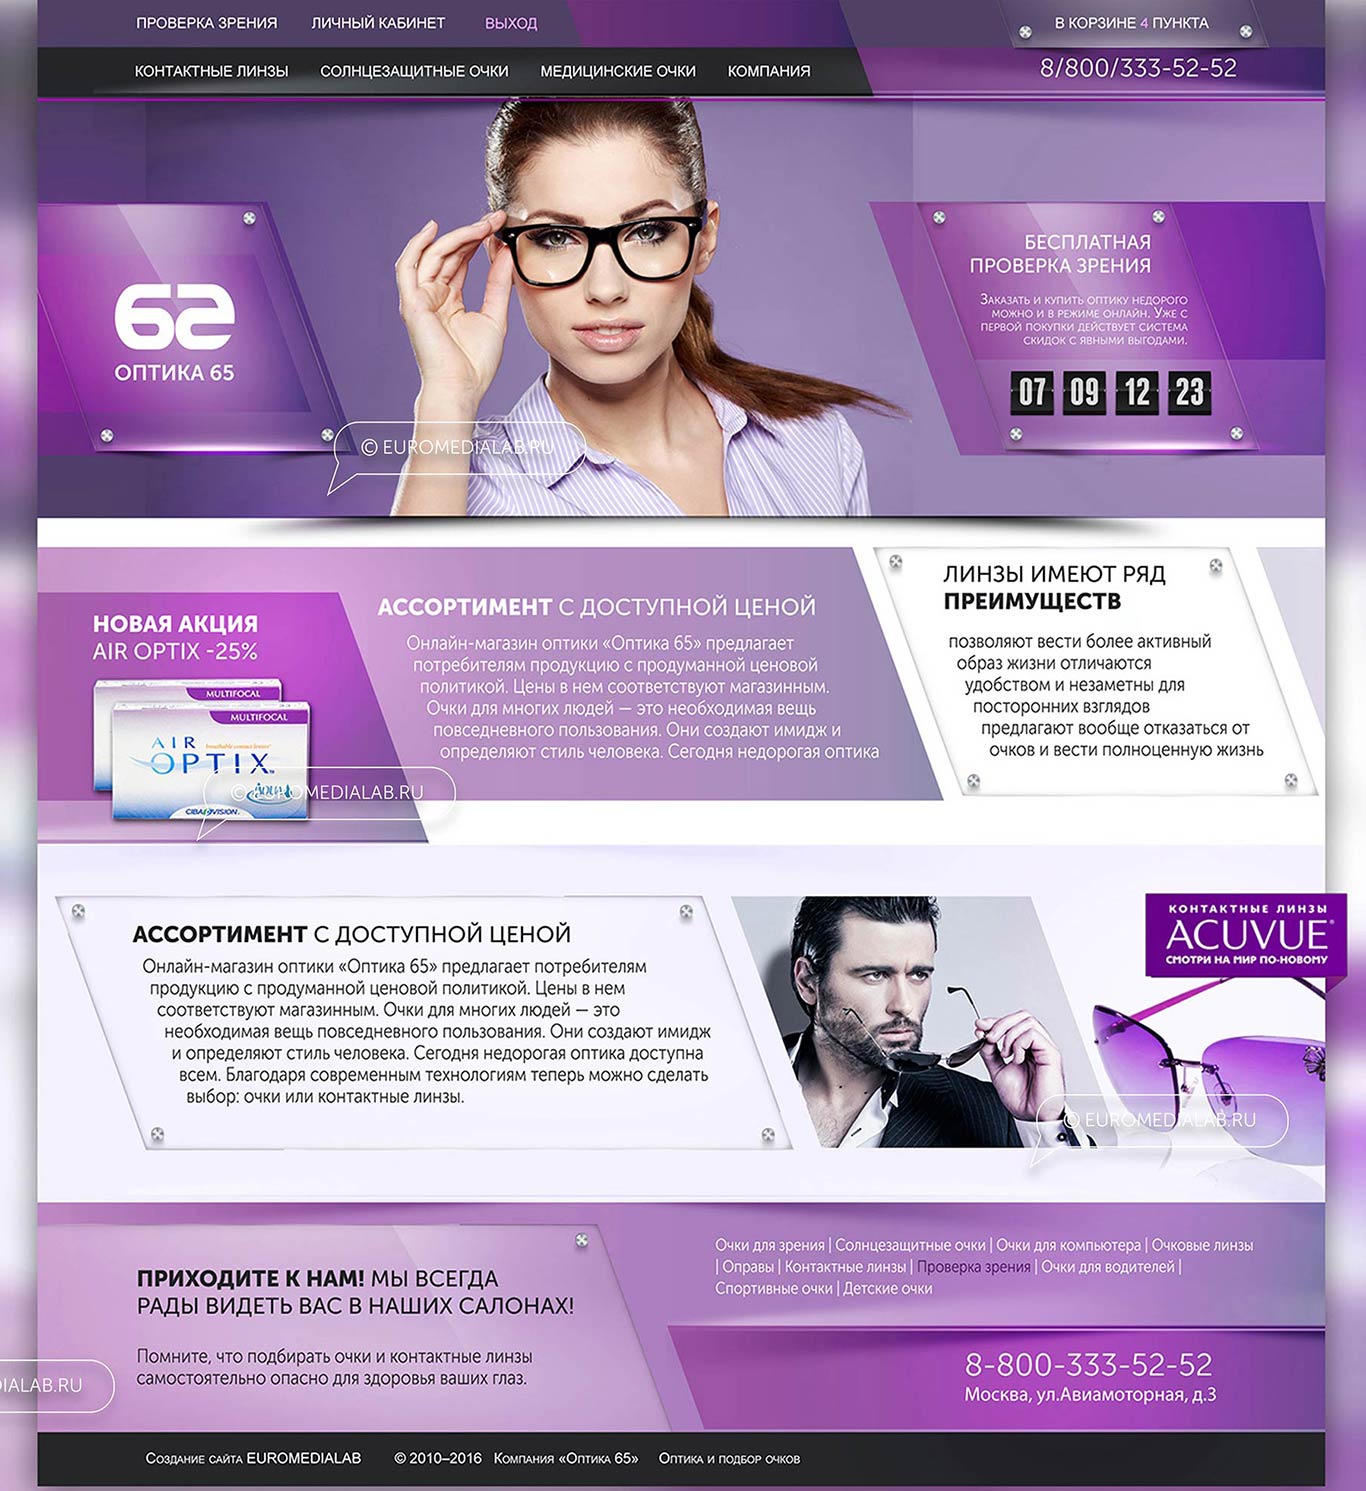 ПРОВЕРКА ЗРЕНИЯ ЛИЧНЫЙ КАБИНЕТ ВЫХОД
В КОРЗИНЕ 4 ПУНКТА
КОНТАКТНЫЕ ЛИНЗЫ СОЛНЦЕЗАЩИТНЫЕ ОЧКИ МЕДИЦИНСКИЕ ОЧКИ КОМПАНИЯ
8/800/333-52-52
65
ОПТИКА 65
БЕСПЛАТНАЯ
ПРОВЕРКА ЗРЕНИЯ
Заказать и купить оптику недорого
можно и в режиме онлайн. Уже с
первой покупки действует система
скидок с явными выгодами.
07 09 12 23
© EUROMEDIALAB.RU
НОВАЯ АКЦИЯ
AIR OPTIX -25%
MULTIFOCAL
MULTIFOCAL
AIR
OPTIX
AQUA
CIBA VISION
© EUROMEDIALAB.RU
АССОРТИМЕНТ С ДОСТУПНОЙ ЦЕНОЙ
Онлайн-магазин оптики «Оптика 65» предлагает
потребителям продукцию с продуманной ценовой
политикой. Цены в нем соответствуют магазинным.
Очки для многих людей — это необходимая вещь
повседневного пользования. Они создают имидж и
определяют стиль человека. Сегодня недорогая оптика
ЛИНЗЫ ИМЕЮТ РЯД
ПРЕИМУЩЕСТВ
позволяют вести более активный
образ жизни отличаются
удобством и незаметны для
посторонних взглядов
предлагают вообще отказаться от
очков и вести полноценную жизнь
АССОРТИМЕНТ С ДОСТУПНОЙ ЦЕНОЙ
Онлайн-магазин оптики «Оптика 65» предлагает потребителям
продукцию с продуманной ценовой политикой. Цены в нем
соответствуют магазинным. Очки для многих людей — это
необходимая вещь повседневного пользования. Они создают имидж
и определяют стиль человека. Сегодня недорогая оптика доступна
всем. Благодаря современным технологиям теперь можно сделать
выбор: очки или контактные линзы.
КОНТАКТНЫЕ ЛИНЗЫ
ACUVUE®
СМОТРИ НА МИР ПО-НОВОМУ
© EUROMEDIALAB.RU
ПРИХОДИТЕ К НАМ! МЫ ВСЕГДА
РАДЫ ВИДЕТЬ ВАС В НАШИХ САЛОНАХ!
Помните, что подбирать очки и контактные линзы
самостоятельно опасно для здоровья ваших глаз.
DIALAB.RU
Очки для зрения | Солнцезащитные очки | Очки для компьютера | Очковые линзы
| Оправы | Контактные линзы | Проверка зрения | Очки для водителей |
Спортивные очки | Детские очки
8-800-333-52-52
Москва, ул.Авиамоторная, д.3
Создание сайта EUROMEDIALAB © 2010–2016 Компания «Оптика 65» Оптика и подбор очков